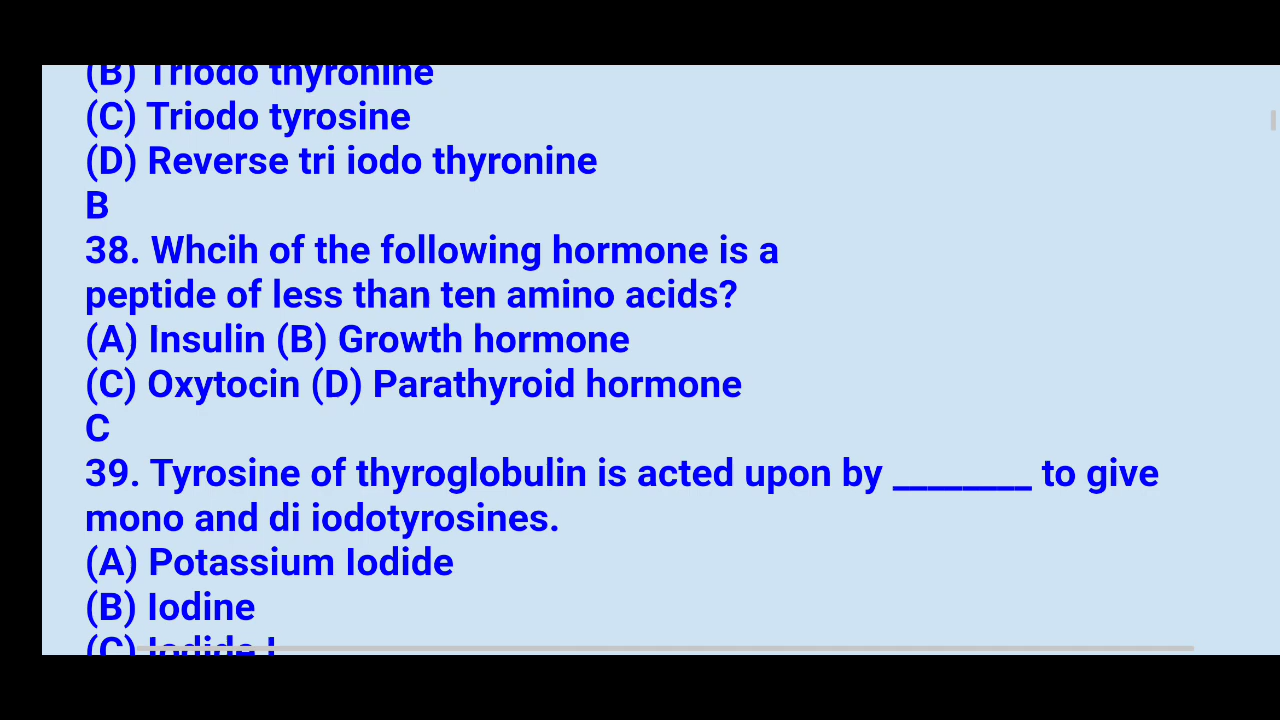 (B) Triodo thyronine
(C) Triodo tyrosine
(D) Reverse tri iodo thyronine
B
38. Whcih of the following hormone is a
peptide of less than ten amino acids?
(A) Insulin (B) Growth hormone
(C) Oxytocin (D) Parathyroid hormone
C
39. Tyrosine of thyroglobulin is acted upon by ________ to give
mono and di iodotyrosines.
(A) Potassium Iodide
(B) Iodine
(C) Iodide I